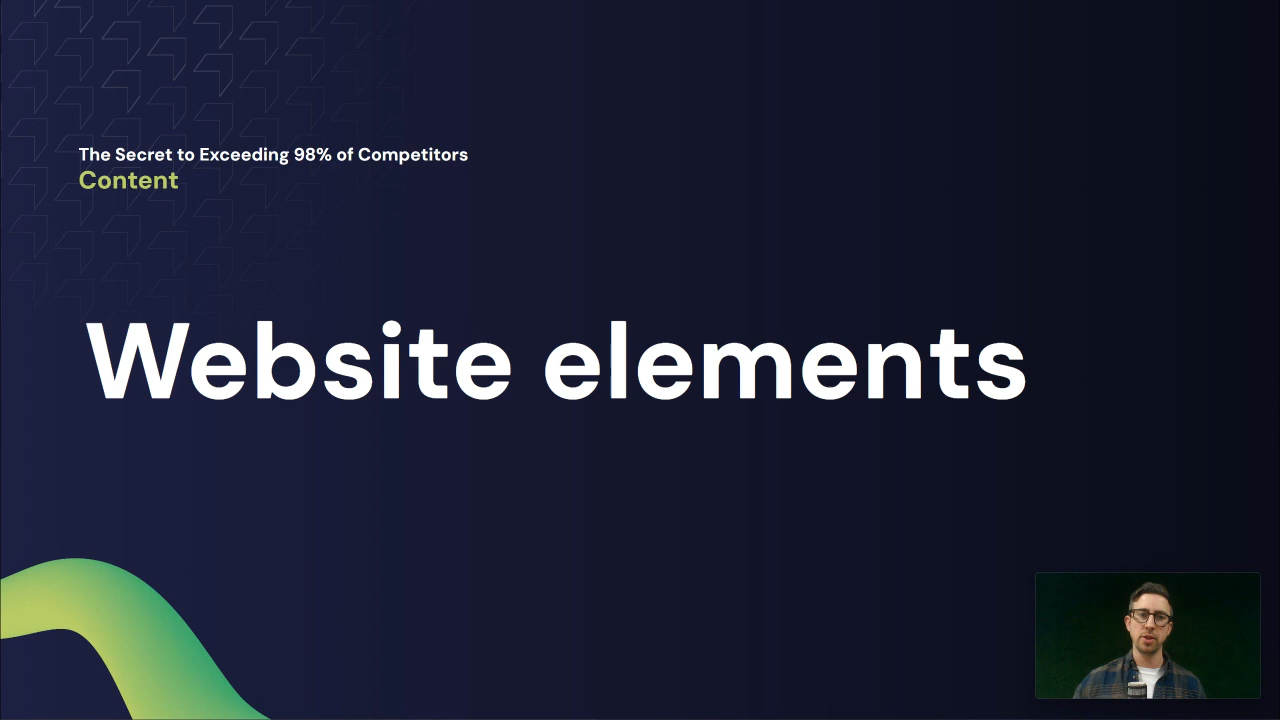 The Secret to Exceeding 98% of Competitors
Content
Website elements